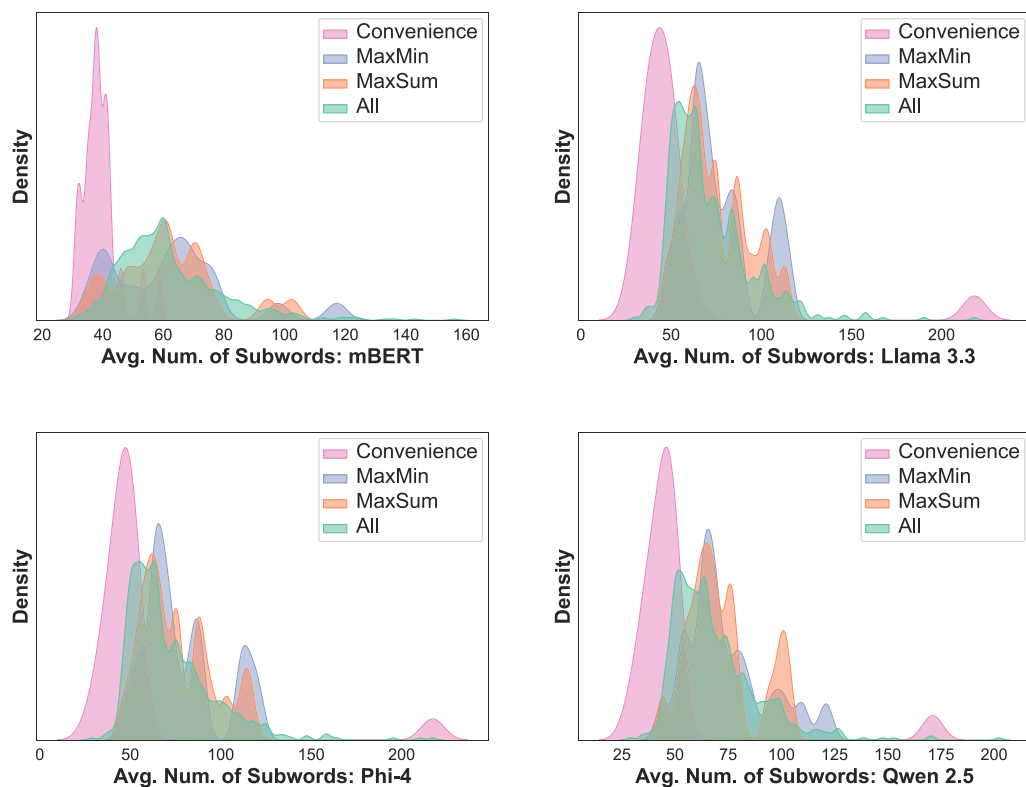 Density
Convenience
MaxMin
MaxSum
All
20 40 60 80 100 120 140 160
Avg. Num. of Subwords: mBERT
Density
Convenience
MaxMin
MaxSum
All
0 50 100 150 200
Avg. Num. of Subwords: Llama 3.3
Density
Convenience
MaxMin
MaxSum
All
0 50 100 150 200
Avg. Num. of Subwords: Phi-4
Density
Convenience
MaxMin
MaxSum
All
25 50 75 100 125 150 175 200
Avg. Num. of Subwords: Qwen 2.5